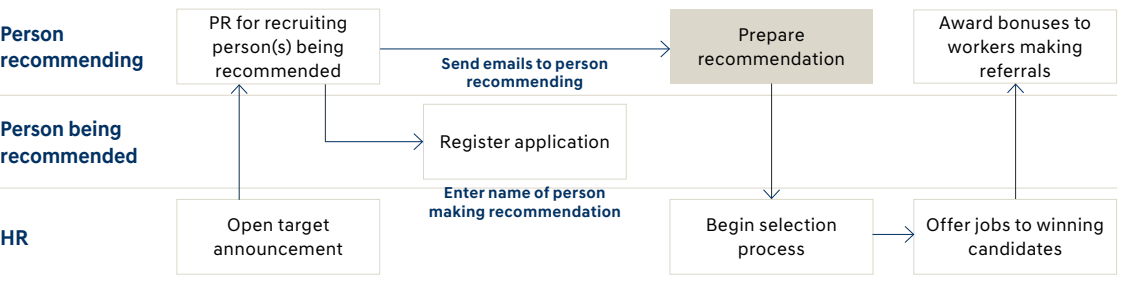 Person
recommending
PR for recruiting
person(s) being
recommended
Send emails to person
recommending
Prepare
recommendation
Award bonuses to
workers making
referrals
Person being
recommended
Register application
Enter name of person
making recommendation
HR
Open target
announcement
Begin selection
process
Offer jobs to winning
candidates